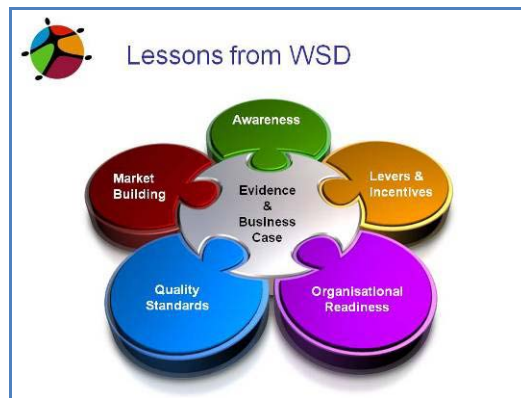 Lessons from WSD
Awareness
Market
Building
Levers &
Incentives
Evidence
&
Business
Case
Quality
Standards
Organisational
Readiness